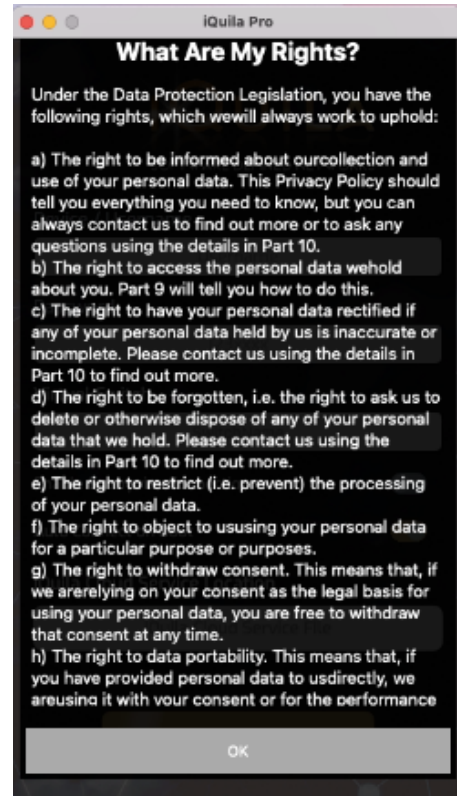 iQuila Pro
What Are My Rights?
Under the Data Protection Legislation, you have the
following rights, which wewill always work to uphold:
a) The right to be informed about ourcollection and
use of your personal data. This Privacy Policy should
tell you everything you need to know, but you can
always contact us to find out more or to ask any
questions using the details in Part 10.
b) The right to access the personal data wehold
about you. Part 9 will tell you how to do this.
c) The right to have your personal data rectified if
any of your personal data held by us is inaccurate or
incomplete. Please contact us using the details in
Part 10 to find out more.
d) The right to be forgotten, i.e. the right to ask us to
delete or otherwise dispose of any of your personal
data that we hold. Please contact us using the
details in Part 10 to find out more.
e) The right to restrict (i.e. prevent) the processing
of your personal data.
f) The right to object to ususing your personal data
for a particular purpose or purposes.
g) The right to withdraw consent. This means that, if
we arerelying on your consent as the legal basis for
using your personal data, you are free to withdraw
that consent at any time.
h) The right to data portability. This means that, if
you have provided personal data to usdirectly, we
areusing it with your consent or for the performance
OK